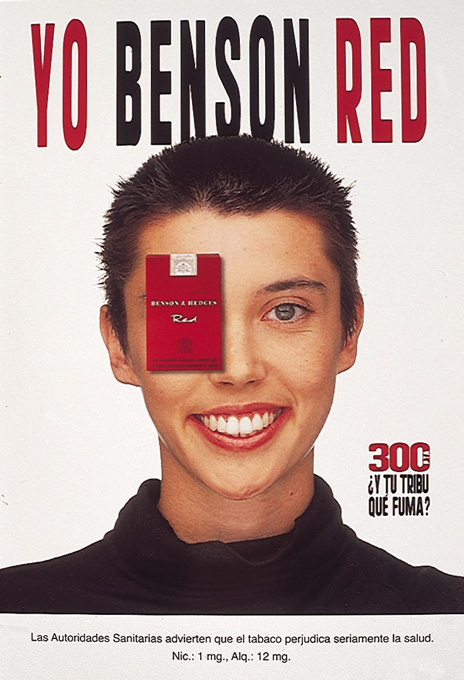 YO BENSON RED
BENSON & HEDGES
Red
300 PTA
¿Y TU TRIBU
QUÉ FUMA?
Las Autoridades Sanitarias advierten que el tabaco perjudica seriamente la salud.
Nic.: 1 mg., Alq.: 12 mg.